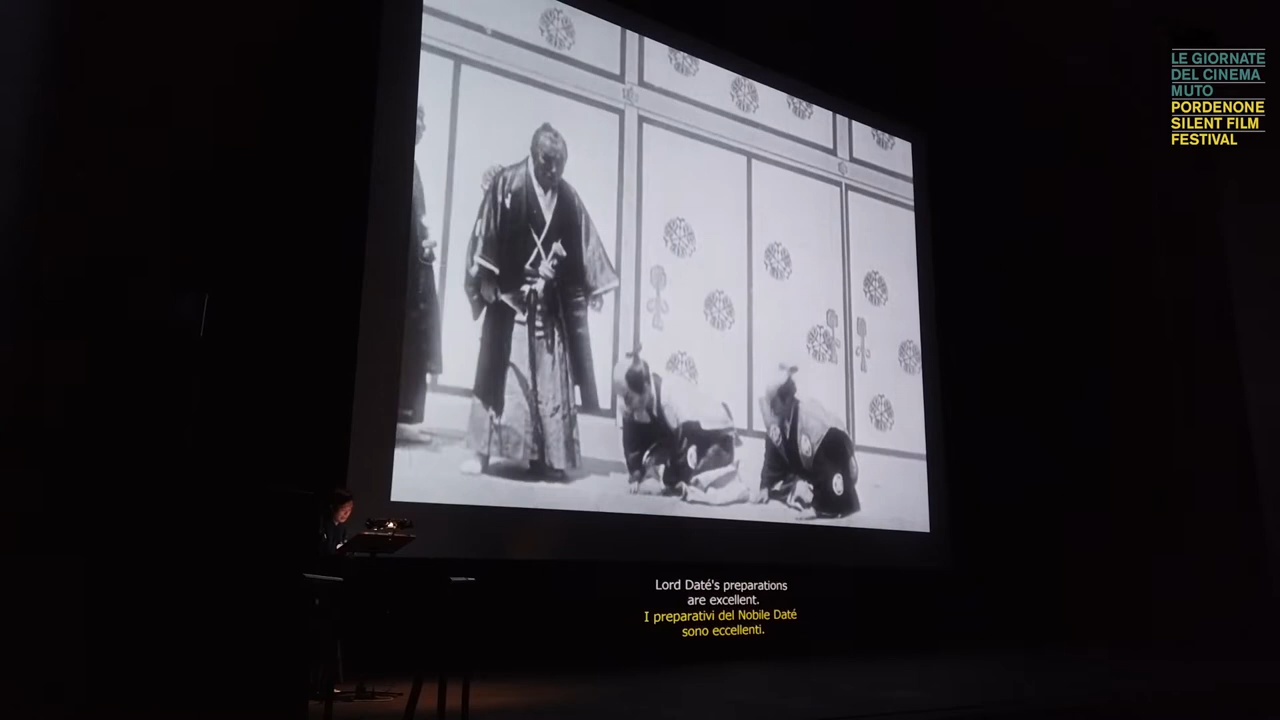 LE GIORNATE
DEL CINEMA
MUTO
PORDENONE
SILENT FILM
FESTIVAL
Lord Daté's preparations
are excellent.
I preparativi del Nobile Daté
sono eccellenti.